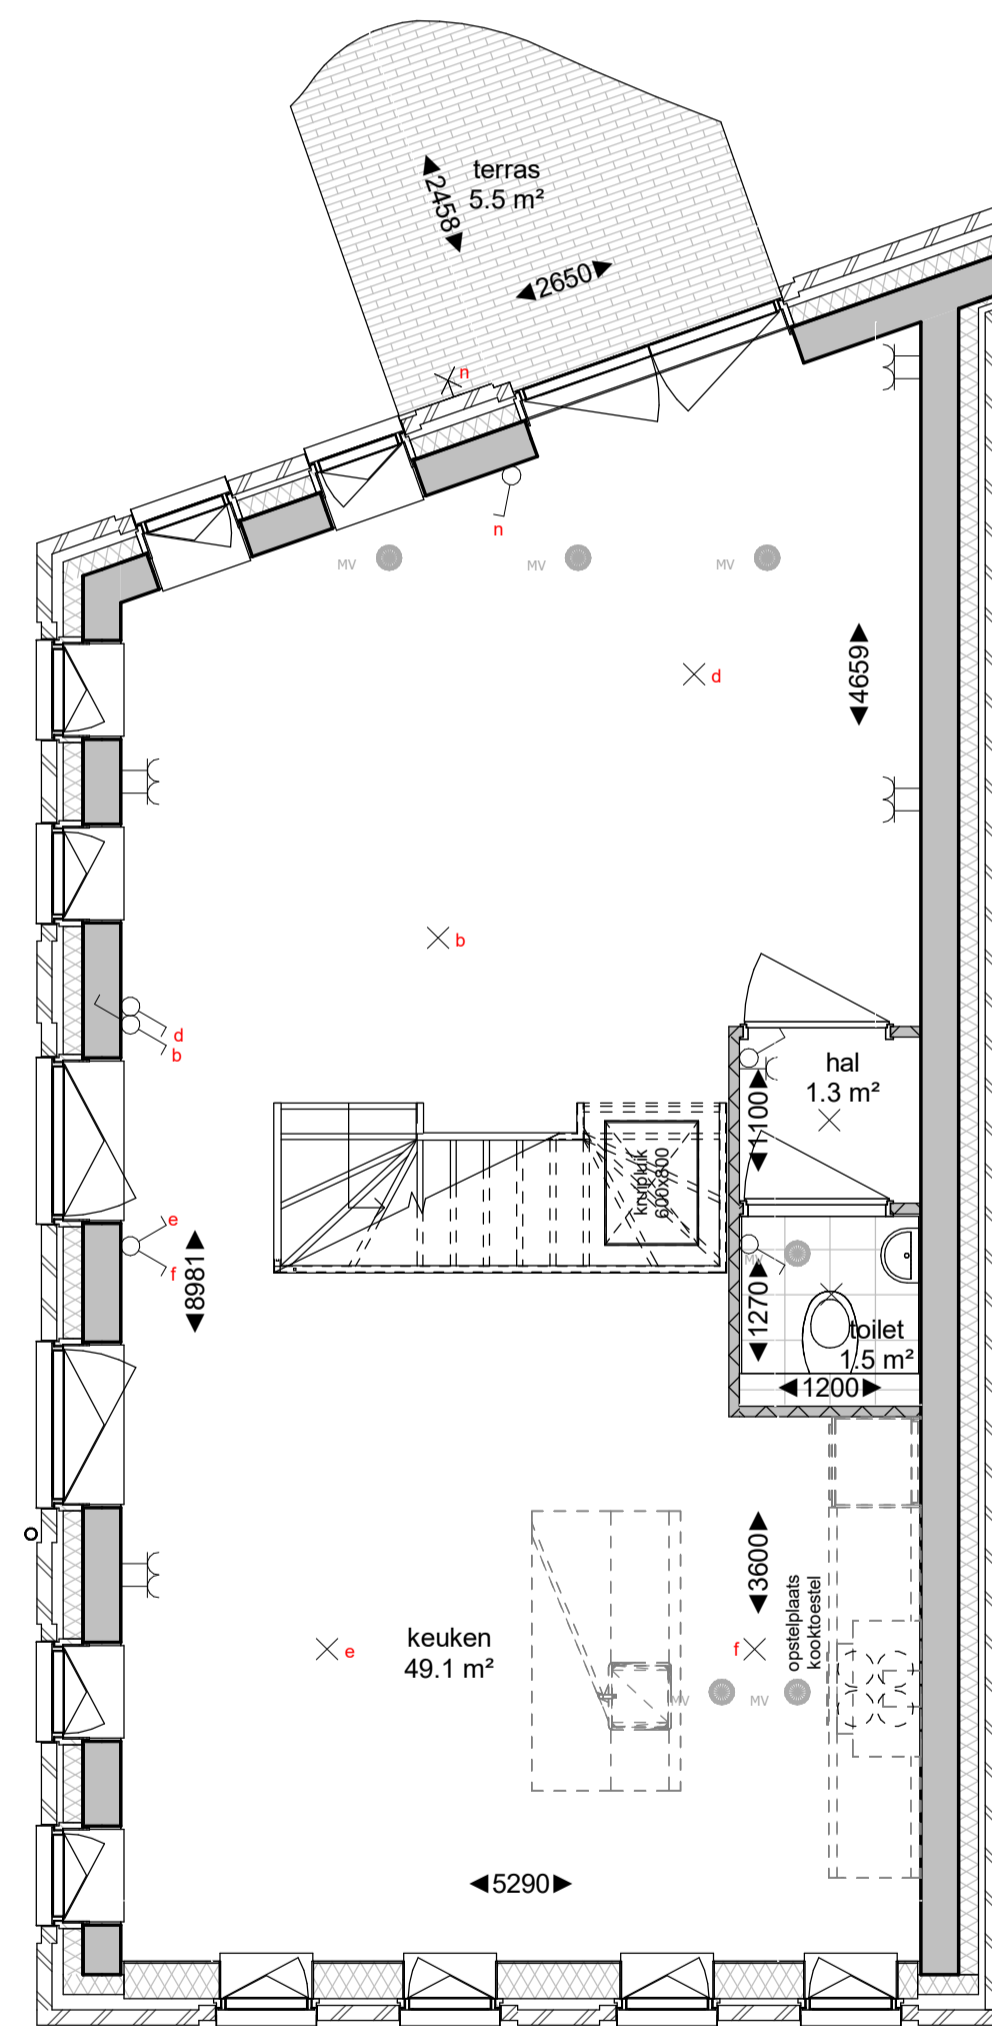 terras
5.5 m²
2458
2650
n
n
MV
MV
MV
4659
d
b
d
b
hal
1.3 m²
1100
kruipluik
600x800
e
f
8981
MV
1270
toilet
1.5 m²
1200
3600
opstelplaats
kooktoestel
keuken
49.1 m²
e
f
MV
MV
5290